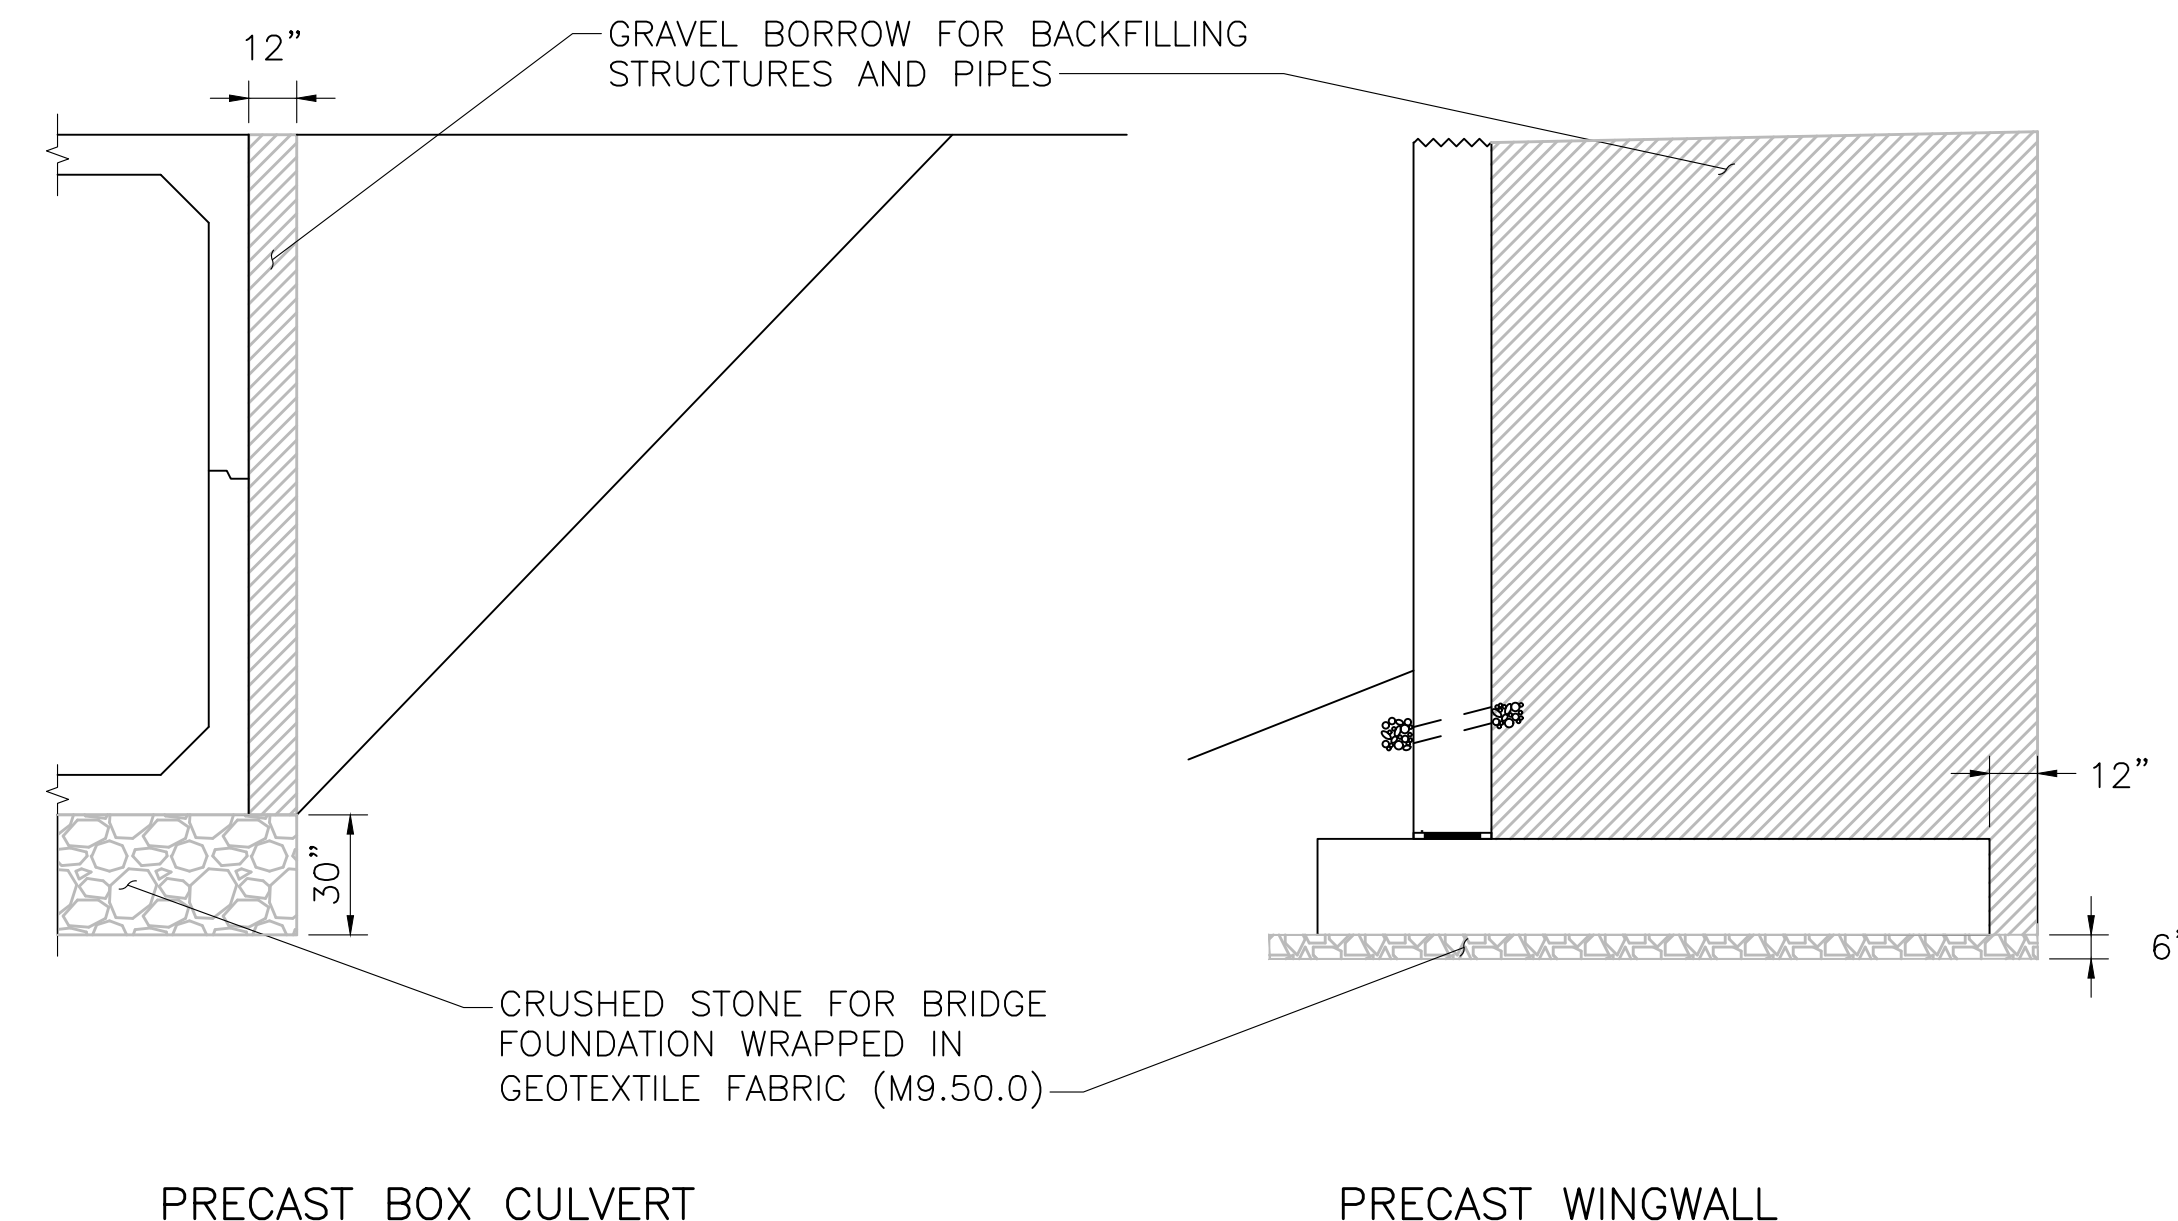 12”
GRAVEL BORROW FOR BACKFILLING
STRUCTURES AND PIPES
12”
30”
6”
CRUSHED STONE FOR BRIDGE
FOUNDATION WRAPPED IN
GEOTEXTILE FABRIC (M9.50.0)
PRECAST BOX CULVERT
PRECAST WINGWALL